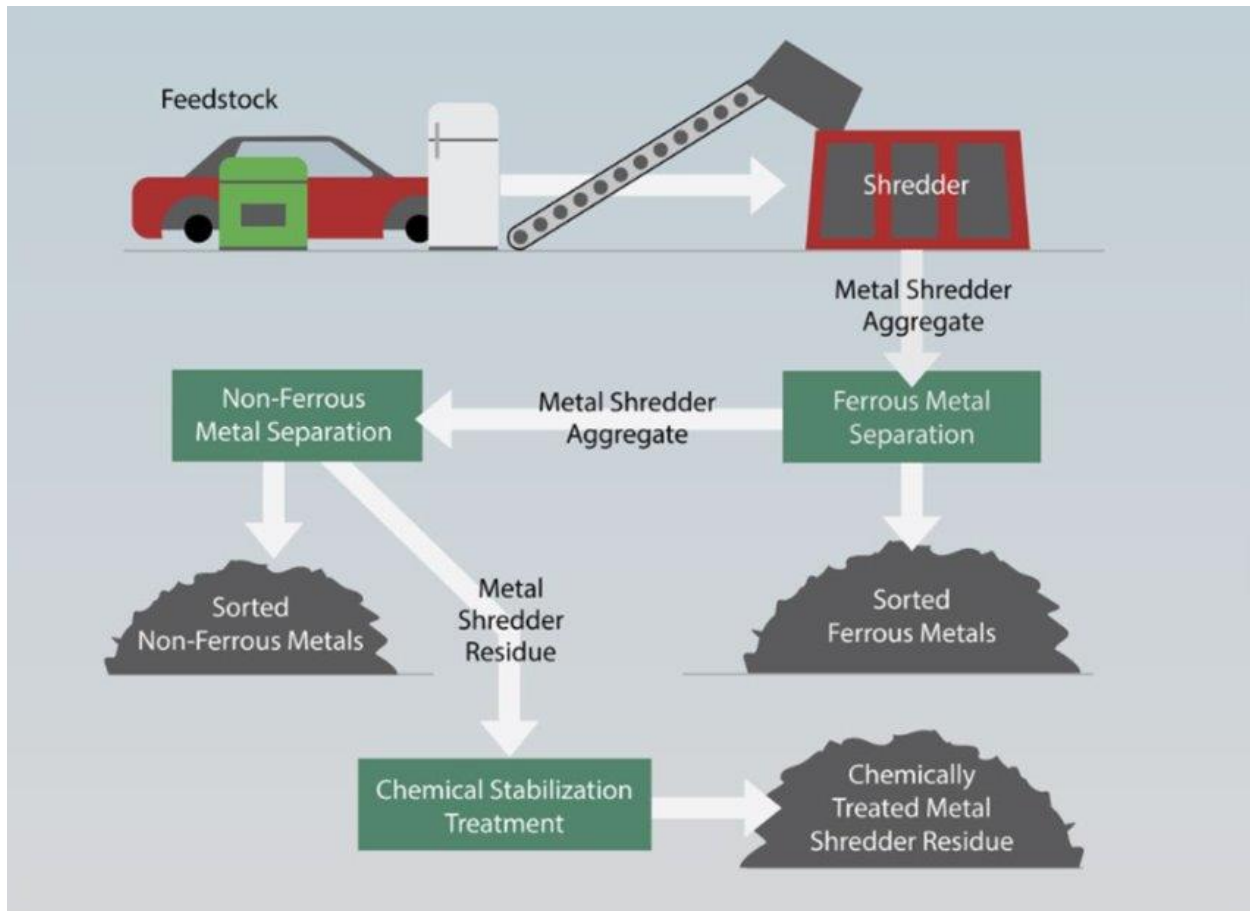 Feedstock
Shredder
Metal Shredder
Aggregate
Non-Ferrous
Metal Separation
Metal Shredder
Aggregate
Ferrous Metal
Separation
Sorted
Non-Ferrous Metals
Metal
Shredder
Residue
Sorted
Ferrous Metals
Chemical Stabilization
Treatment
Chemically
Treated Metal
Shredder Residue